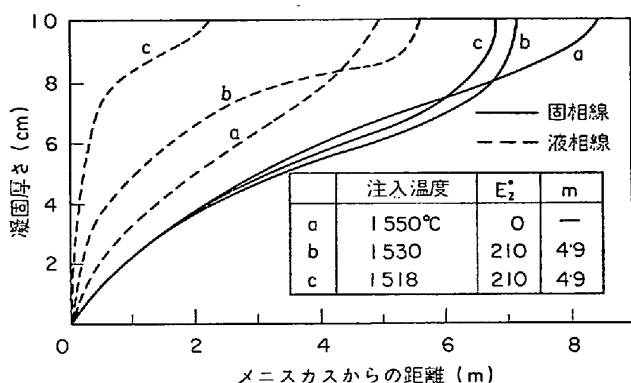 凝固厚さ (cm)
10
8
6
4
2
0
2
4
6
8
メニスカスからの距離 (m)
c
b
a
c
b
a
固相線
液相線
注入温度 E₂° m
a 1550℃ 0 —
b 1530 210 4.9
c 1518 210 4.9